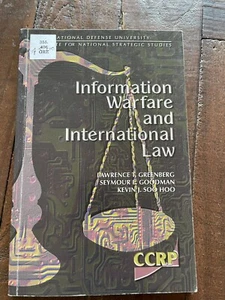 NATIONAL DEFENSE UNIVERSITY
INSTITUTE FOR NATIONAL STRATEGIC STUDIES
Information
Warfare
and
International
Law
LAWRENCE T. GREENBERG
SEYMOUR E. GOODMAN
KEVIN J. SOO HOO
CCRP